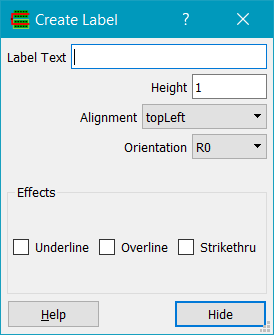 Create Label ? ×
Label Text
Height 1
Alignment topLeft
Orientation R0
Effects
Underline Overline Strikethru
Help Hide